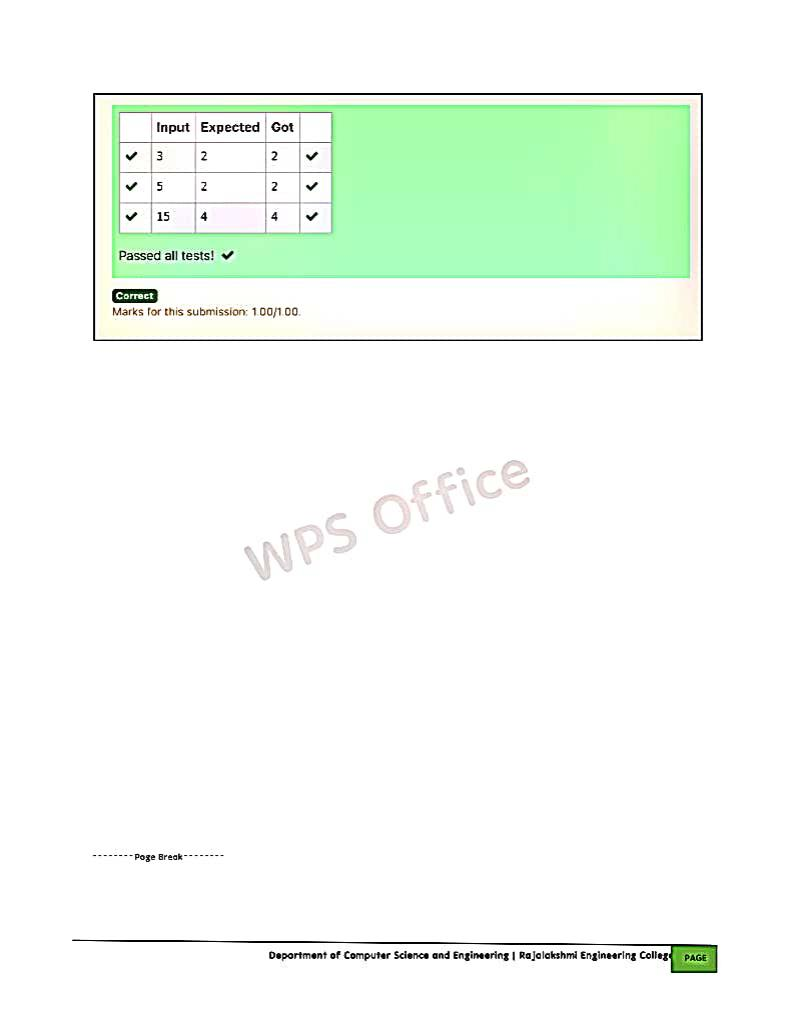 Input Expected Got
✔ 3 2 2 ✔
✔ 5 2 2 ✔
✔ 15 4 4 ✔
Passed all tests! ✔
Correct
Marks for this submission: 1.00/1.00.
WPS Office
--------Page Break--------
Department of Computer Science and Engineering | Rajalakshmi Engineering College
PAGE